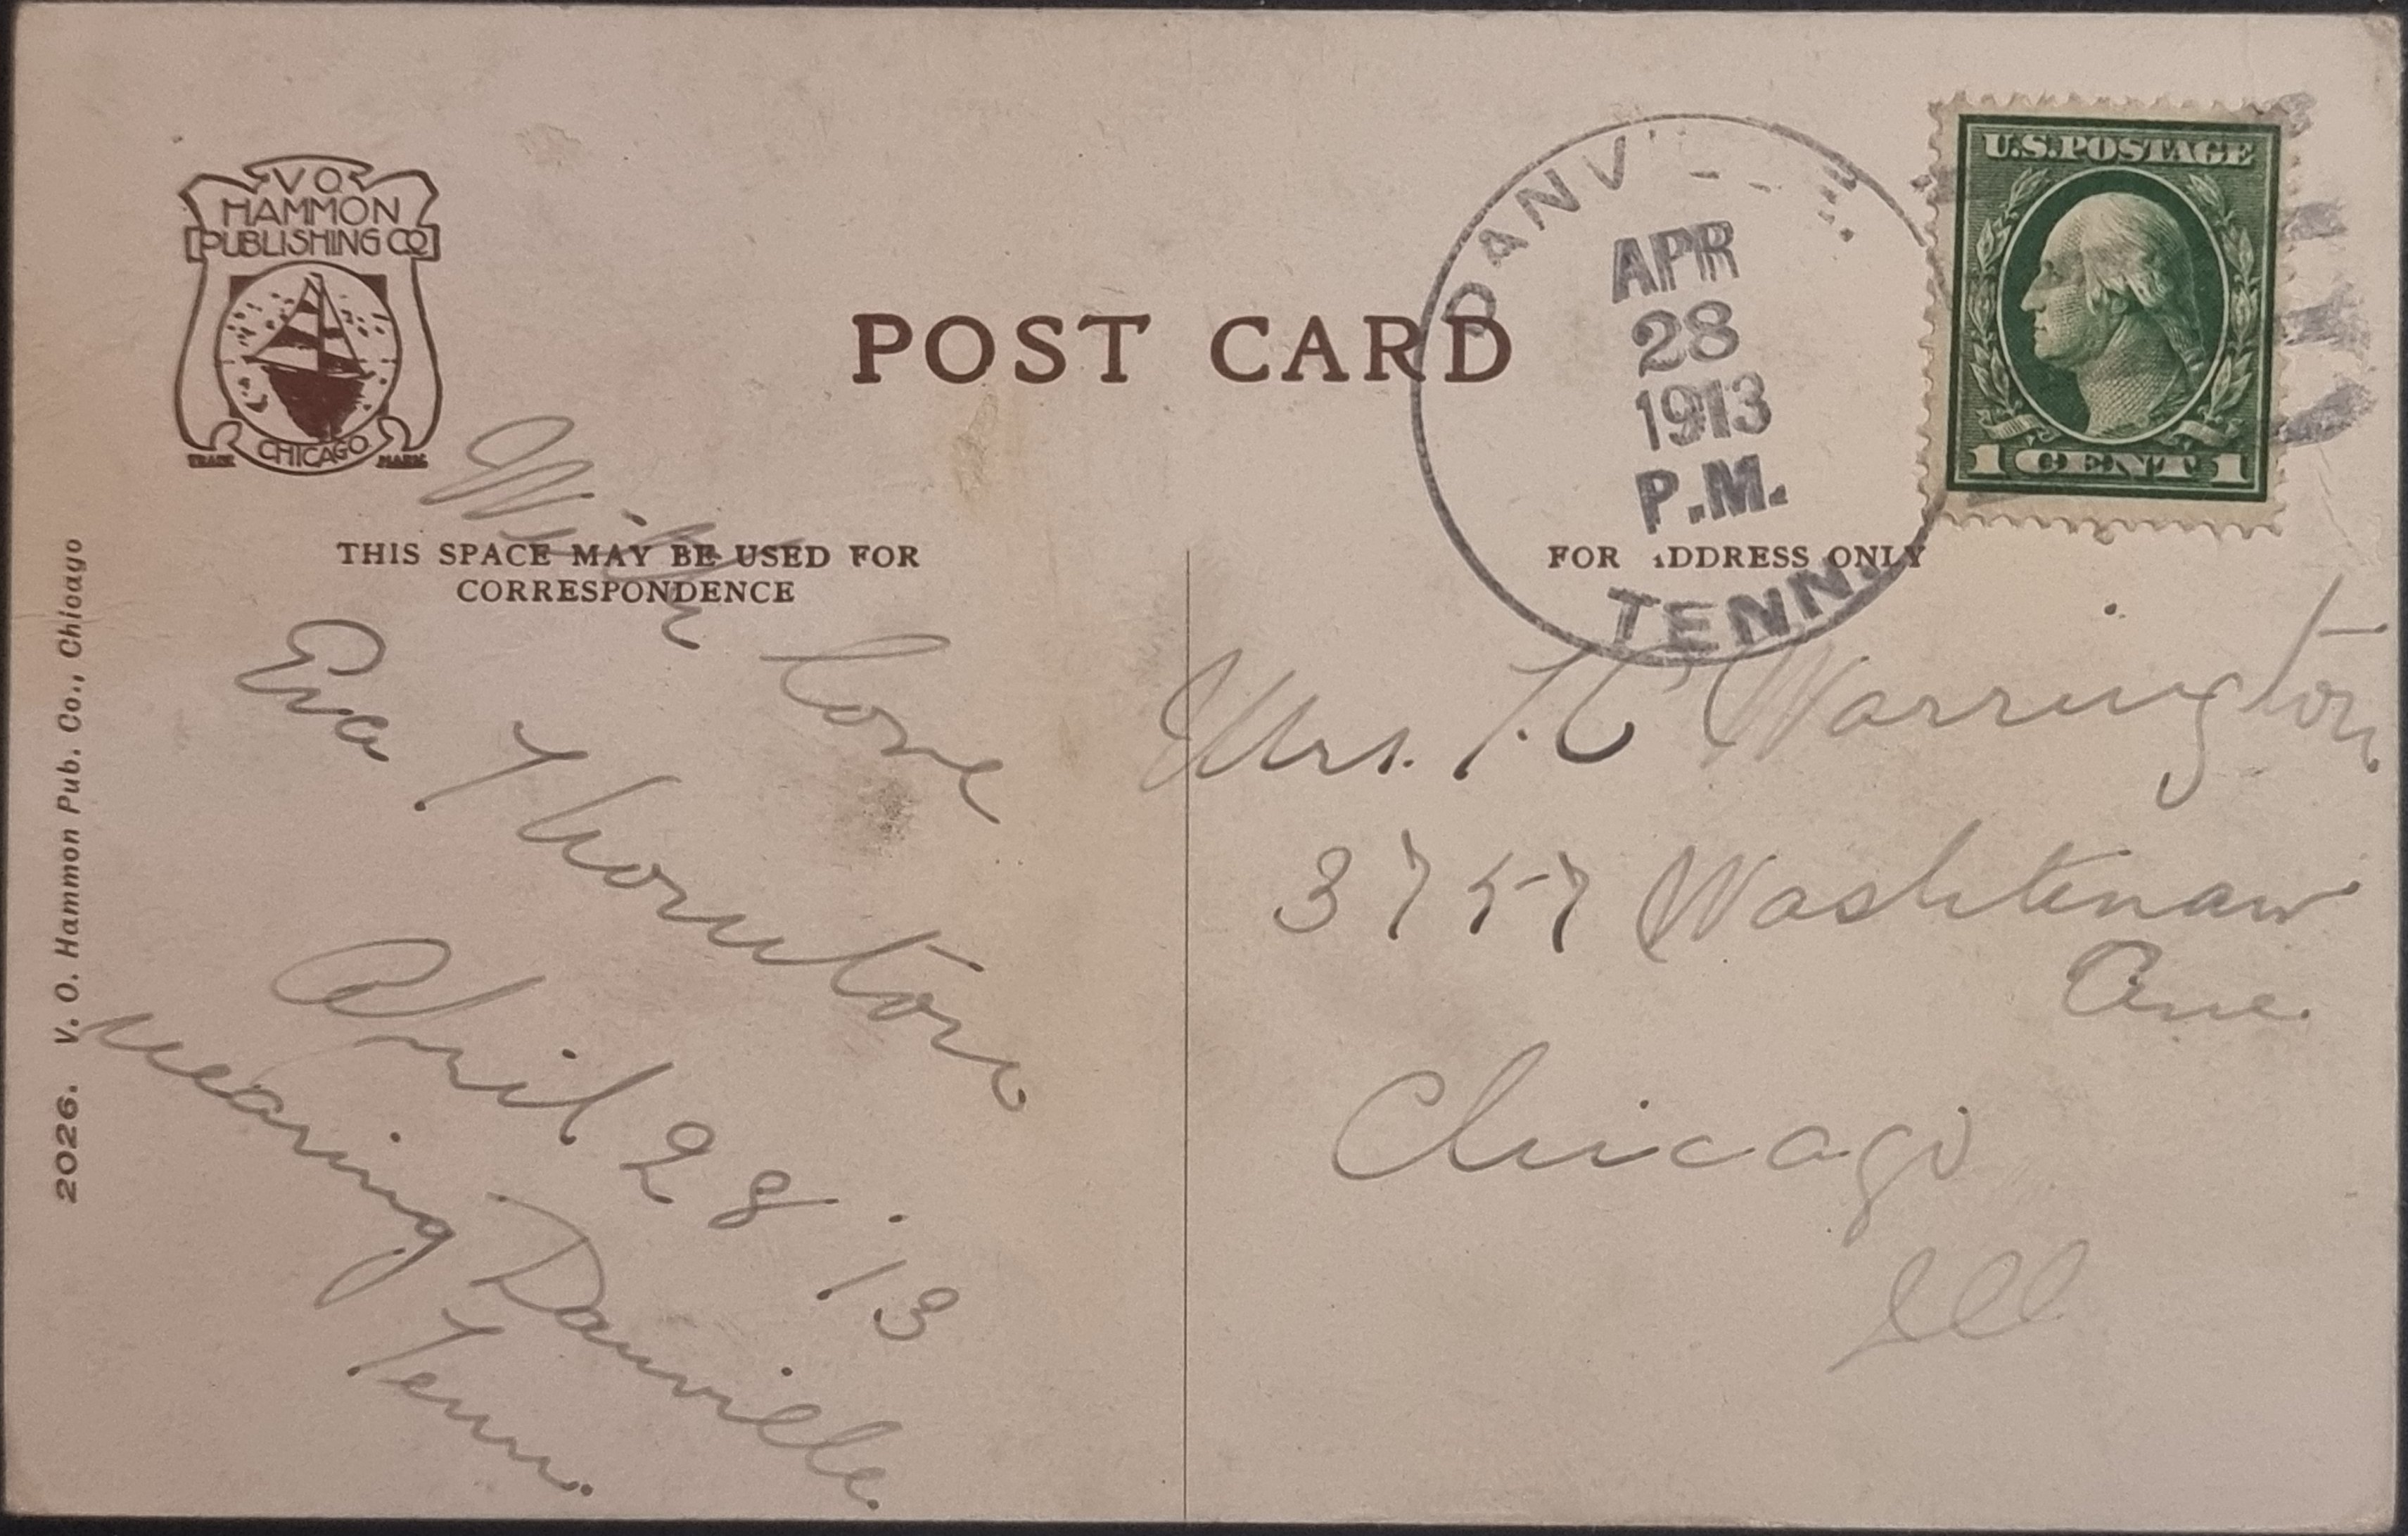 V O
HAMMON
PUBLISHING CO
CHICAGO
TRADE MARK
POST CARD
THIS SPACE MAY BE USED FOR
CORRESPONDENCE
With Love
Eva Thornton
April 28 '13
nearing Danville
Tenn.
2026. V. O. Hammon Pub. Co., Chicago
DANV E
APR
28
1913
P.M.
TENN.
U.S. POSTAGE
1 CENT 1
FOR ADDRESS ONLY
Mrs. Warrington
3757 Washtenaw
Ave.
Chicago
Ill